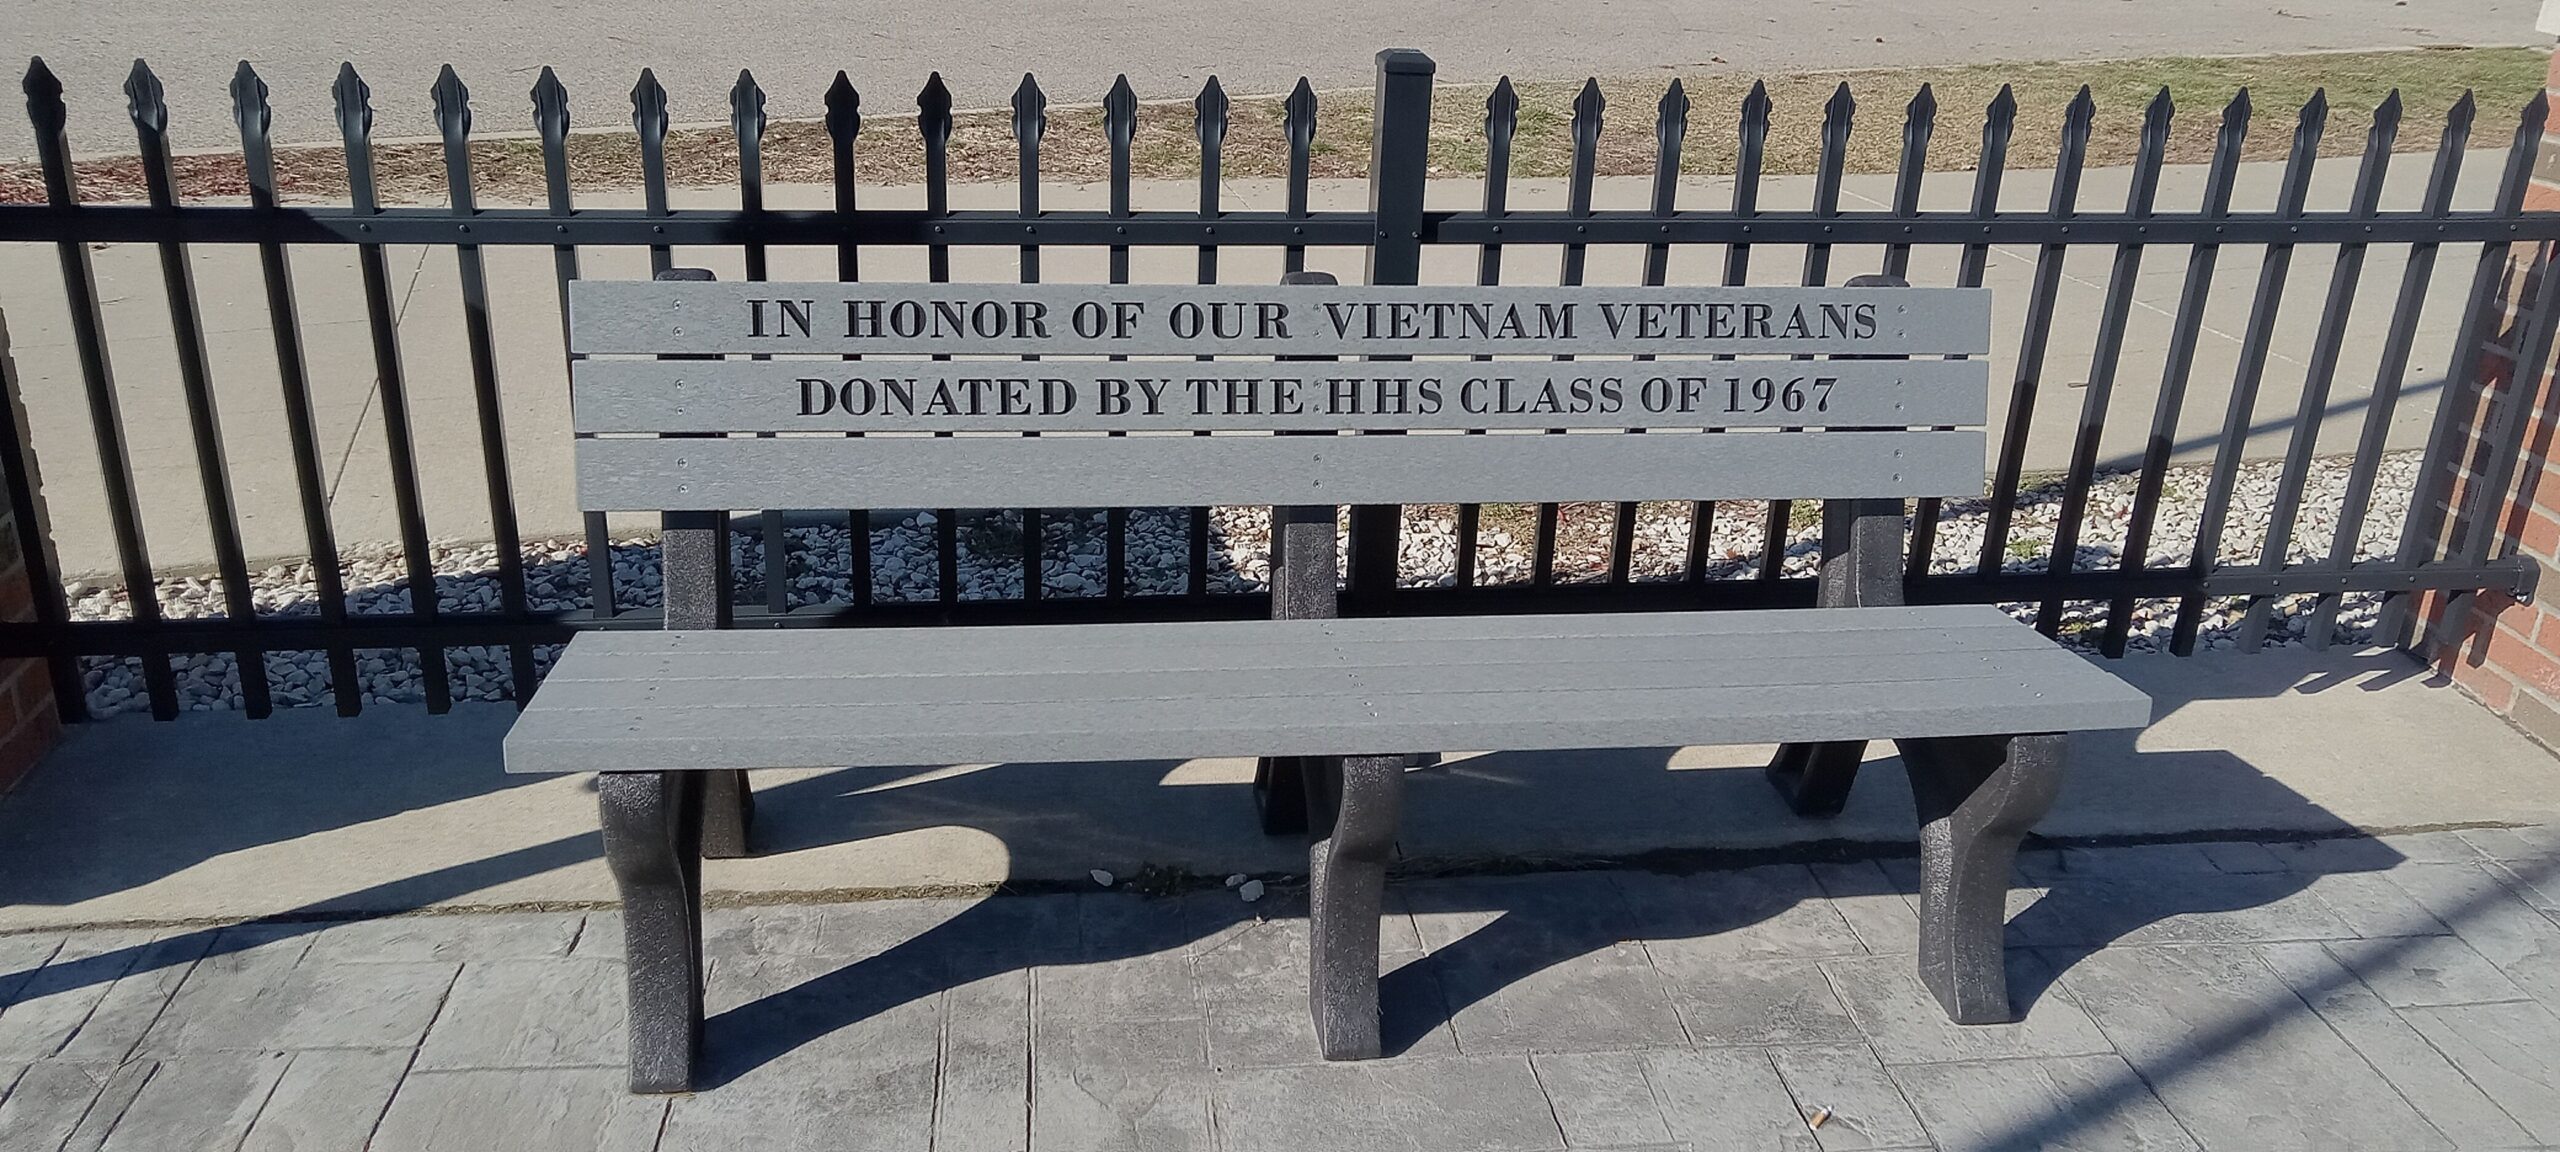 IN HONOR OF OUR VIETNAM VETERANS
DONATED BY THE HHS CLASS OF 1967